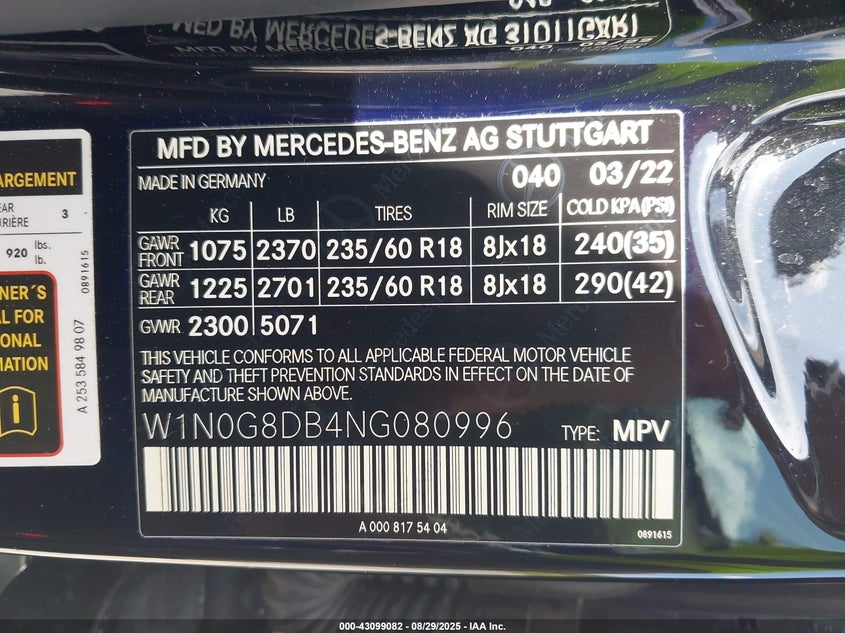 MFD BY MERCEDES-BENZ AG STUTTGART
MADE IN GERMANY 040 03/22
KG LB TIRES RIM SIZE COLD KPA(PSI)
GAWR FRONT 1075 2370 235/60 R18 8Jx18 240(35)
GAWR REAR 1225 2701 235/60 R18 8Jx18 290(42)
GVWR 2300 5071
THIS VEHICLE CONFORMS TO ALL APPLICABLE FEDERAL MOTOR VEHICLE
SAFETY AND THEFT PREVENTION STANDARDS IN EFFECT ON THE DATE OF
MANUFACTURE SHOWN ABOVE.
W1N0G8DB4NG080996 TYPE: MPV
A 000 817 54 04
0891615
ARGEMENT
3
920 lbs.
lb.
0891615
NER´S
AL FOR
ONAL
MATION
A 253 584 98 07
000-43099082 - 08/29/2025 - IAA Inc.